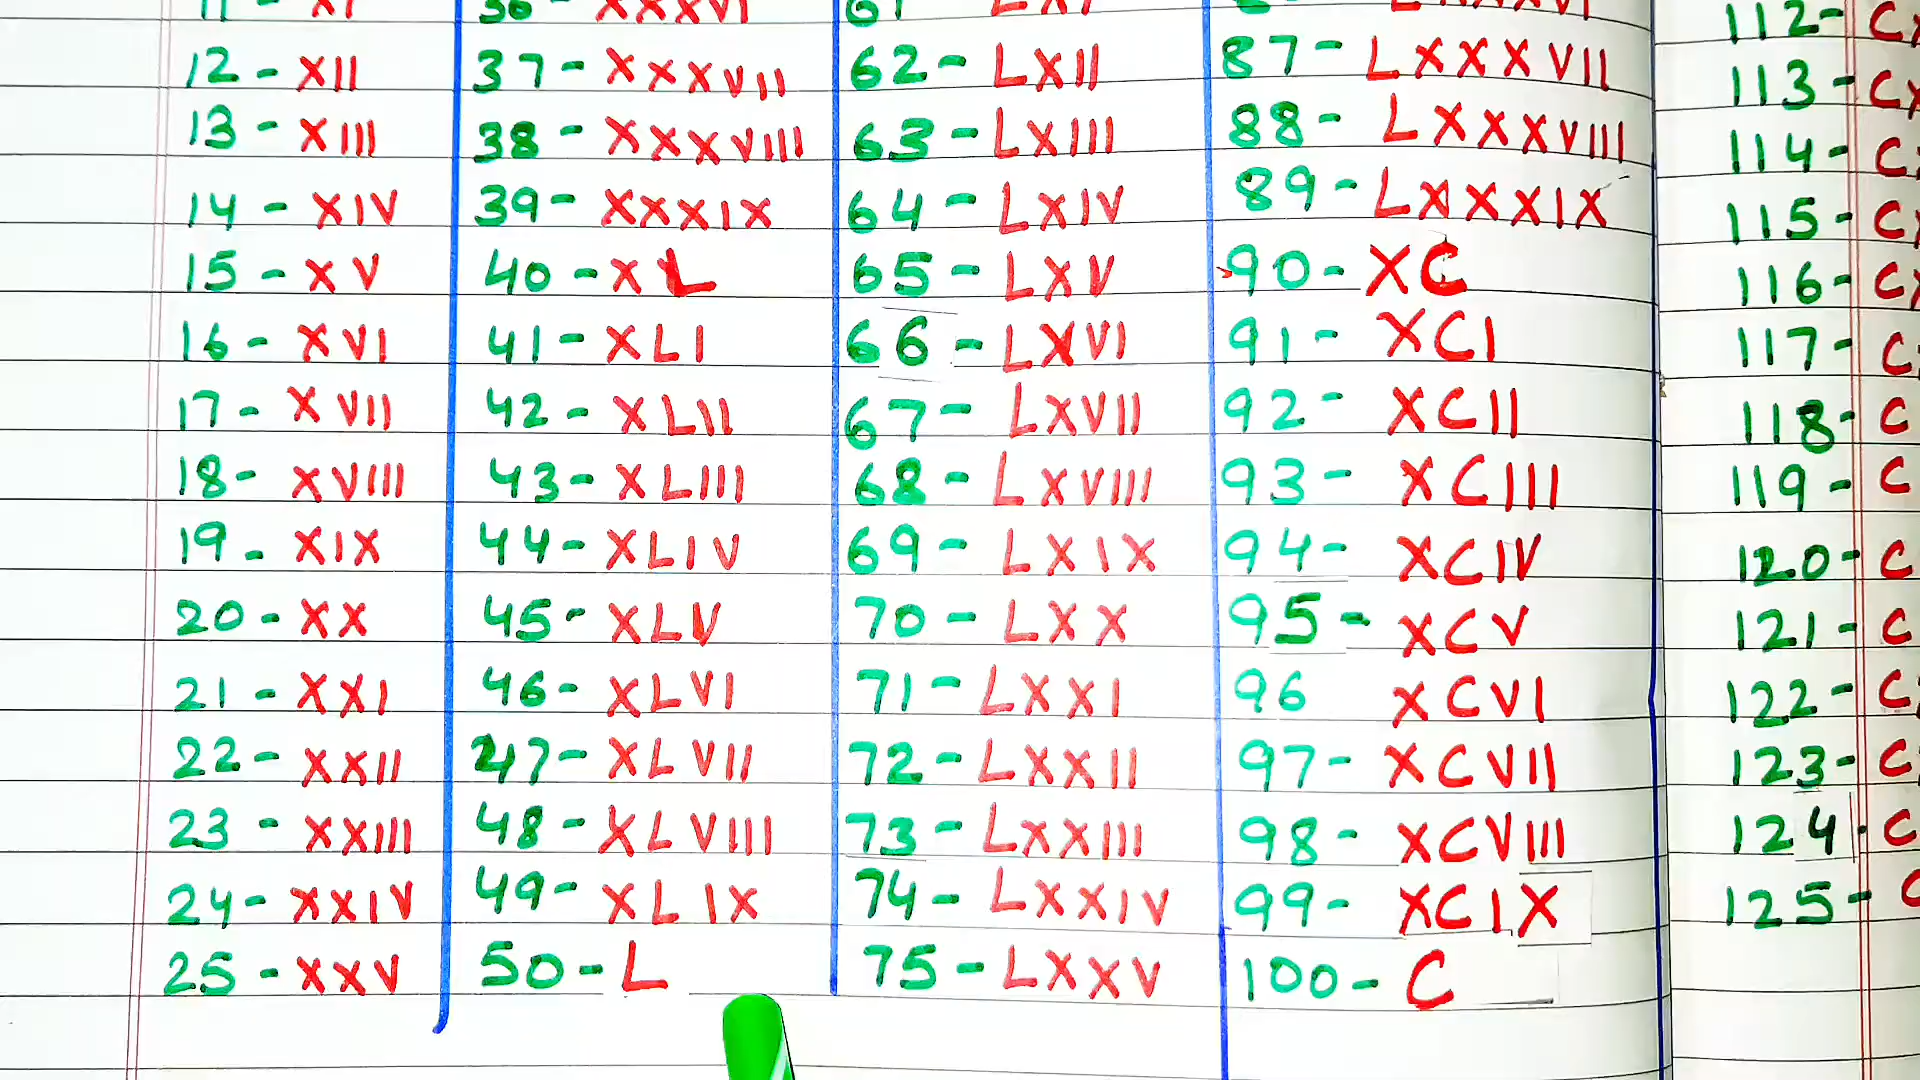 12 - XII
13 - XIII
14 - XIV
15 - XV
16 - XVI
17 - XVII
18 - XVIII
19 - XIX
20 - XX
21 - XXI
22 - XXII
23 - XXIII
24 - XXIV
25 - XXV
37 - XXXVII
38 - XXXVIII
39 - XXXIX
40 - XL
41 - XLI
42 - XLII
43 - XLIII
44 - XLIV
45 - XLV
46 - XLVI
47 - XLVII
48 - XLVIII
49 - XLIX
50 - L
62 - LXII
63 - LXIII
64 - LXIV
65 - LXV
66 - LXVI
67 - LXVII
68 - LXVIII
69 - LXIX
70 - LXX
71 - LXXI
72 - LXXII
73 - LXXIII
74 - LXXIV
75 - LXXV
87 - LXXXVII
88 - LXXXVIII
89 - LXXXIX
90 - XC
91 - XCI
92 - XCII
93 - XCIII
94 - XCIV
95 - XCV
96 XCVI
97 - XCVII
98 - XCVIII
99 - XCIX
100 - C
112 -
113 -
114 -
115 -
116 -
117 -
118 -
119 -
120 -
121 -
122 -
123 -
124 -
125 -